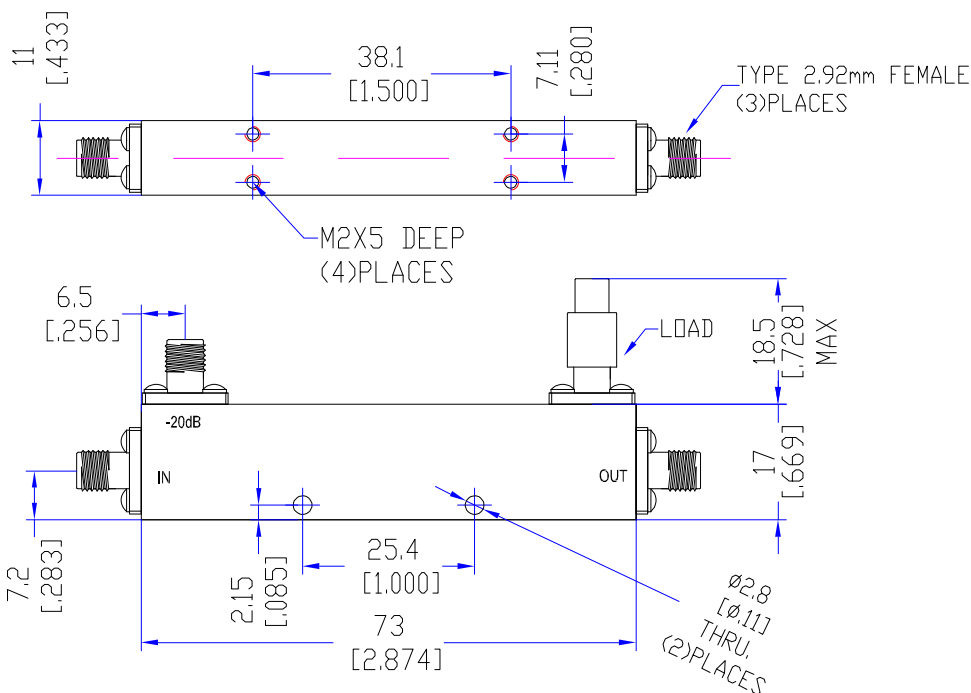 11
[.433]
38.1
[1.500]
7.11
[.280]
TYPE 2.92mm FEMALE
(3)PLACES
M2X5 DEEP
(4)PLACES
6.5
[.256]
LOAD
18.5
[.728]
MAX
-20dB
IN
OUT
17
[.669]
7.2
[.283]
2.15
[.085]
25.4
[1.000]
73
[2.874]
Ø2.8
[Ø.11]
THRU.
(2)PLACES